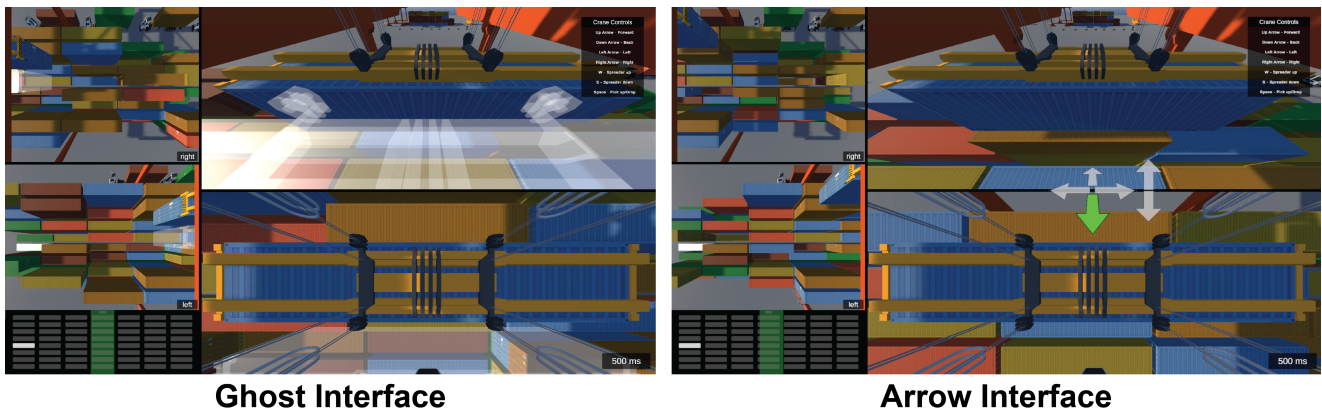 Crane Controls
Up Arrow - Forward
Down Arrow - Back
Left Arrow - Left
Right Arrow - Right
W - Spreader up
S - Spreader down
Space - Pick up/Drop
right
left
500 ms
Ghost Interface
Crane Controls
Up Arrow - Forward
Down Arrow - Back
Left Arrow - Left
Right Arrow - Right
W - Spreader up
S - Spreader down
Space - Pick up/Drop
right
left
500 ms
Arrow Interface